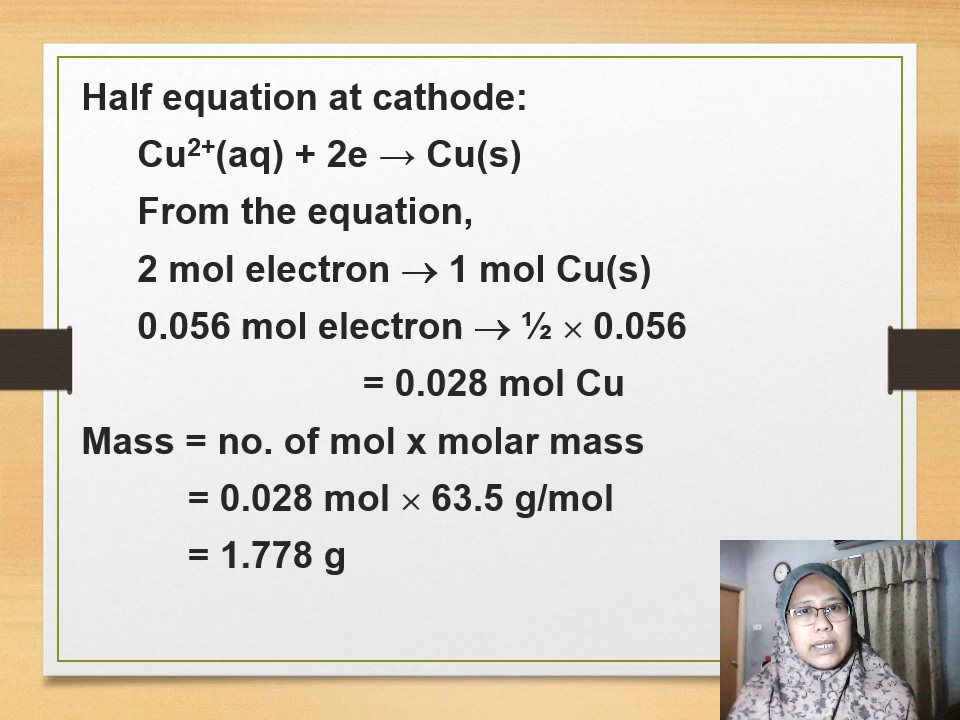 Half equation at cathode:
Cu²⁺(aq) + 2e → Cu(s)
From the equation,
2 mol electron → 1 mol Cu(s)
0.056 mol electron → ½ × 0.056
= 0.028 mol Cu
Mass = no. of mol x molar mass
= 0.028 mol × 63.5 g/mol
= 1.778 g